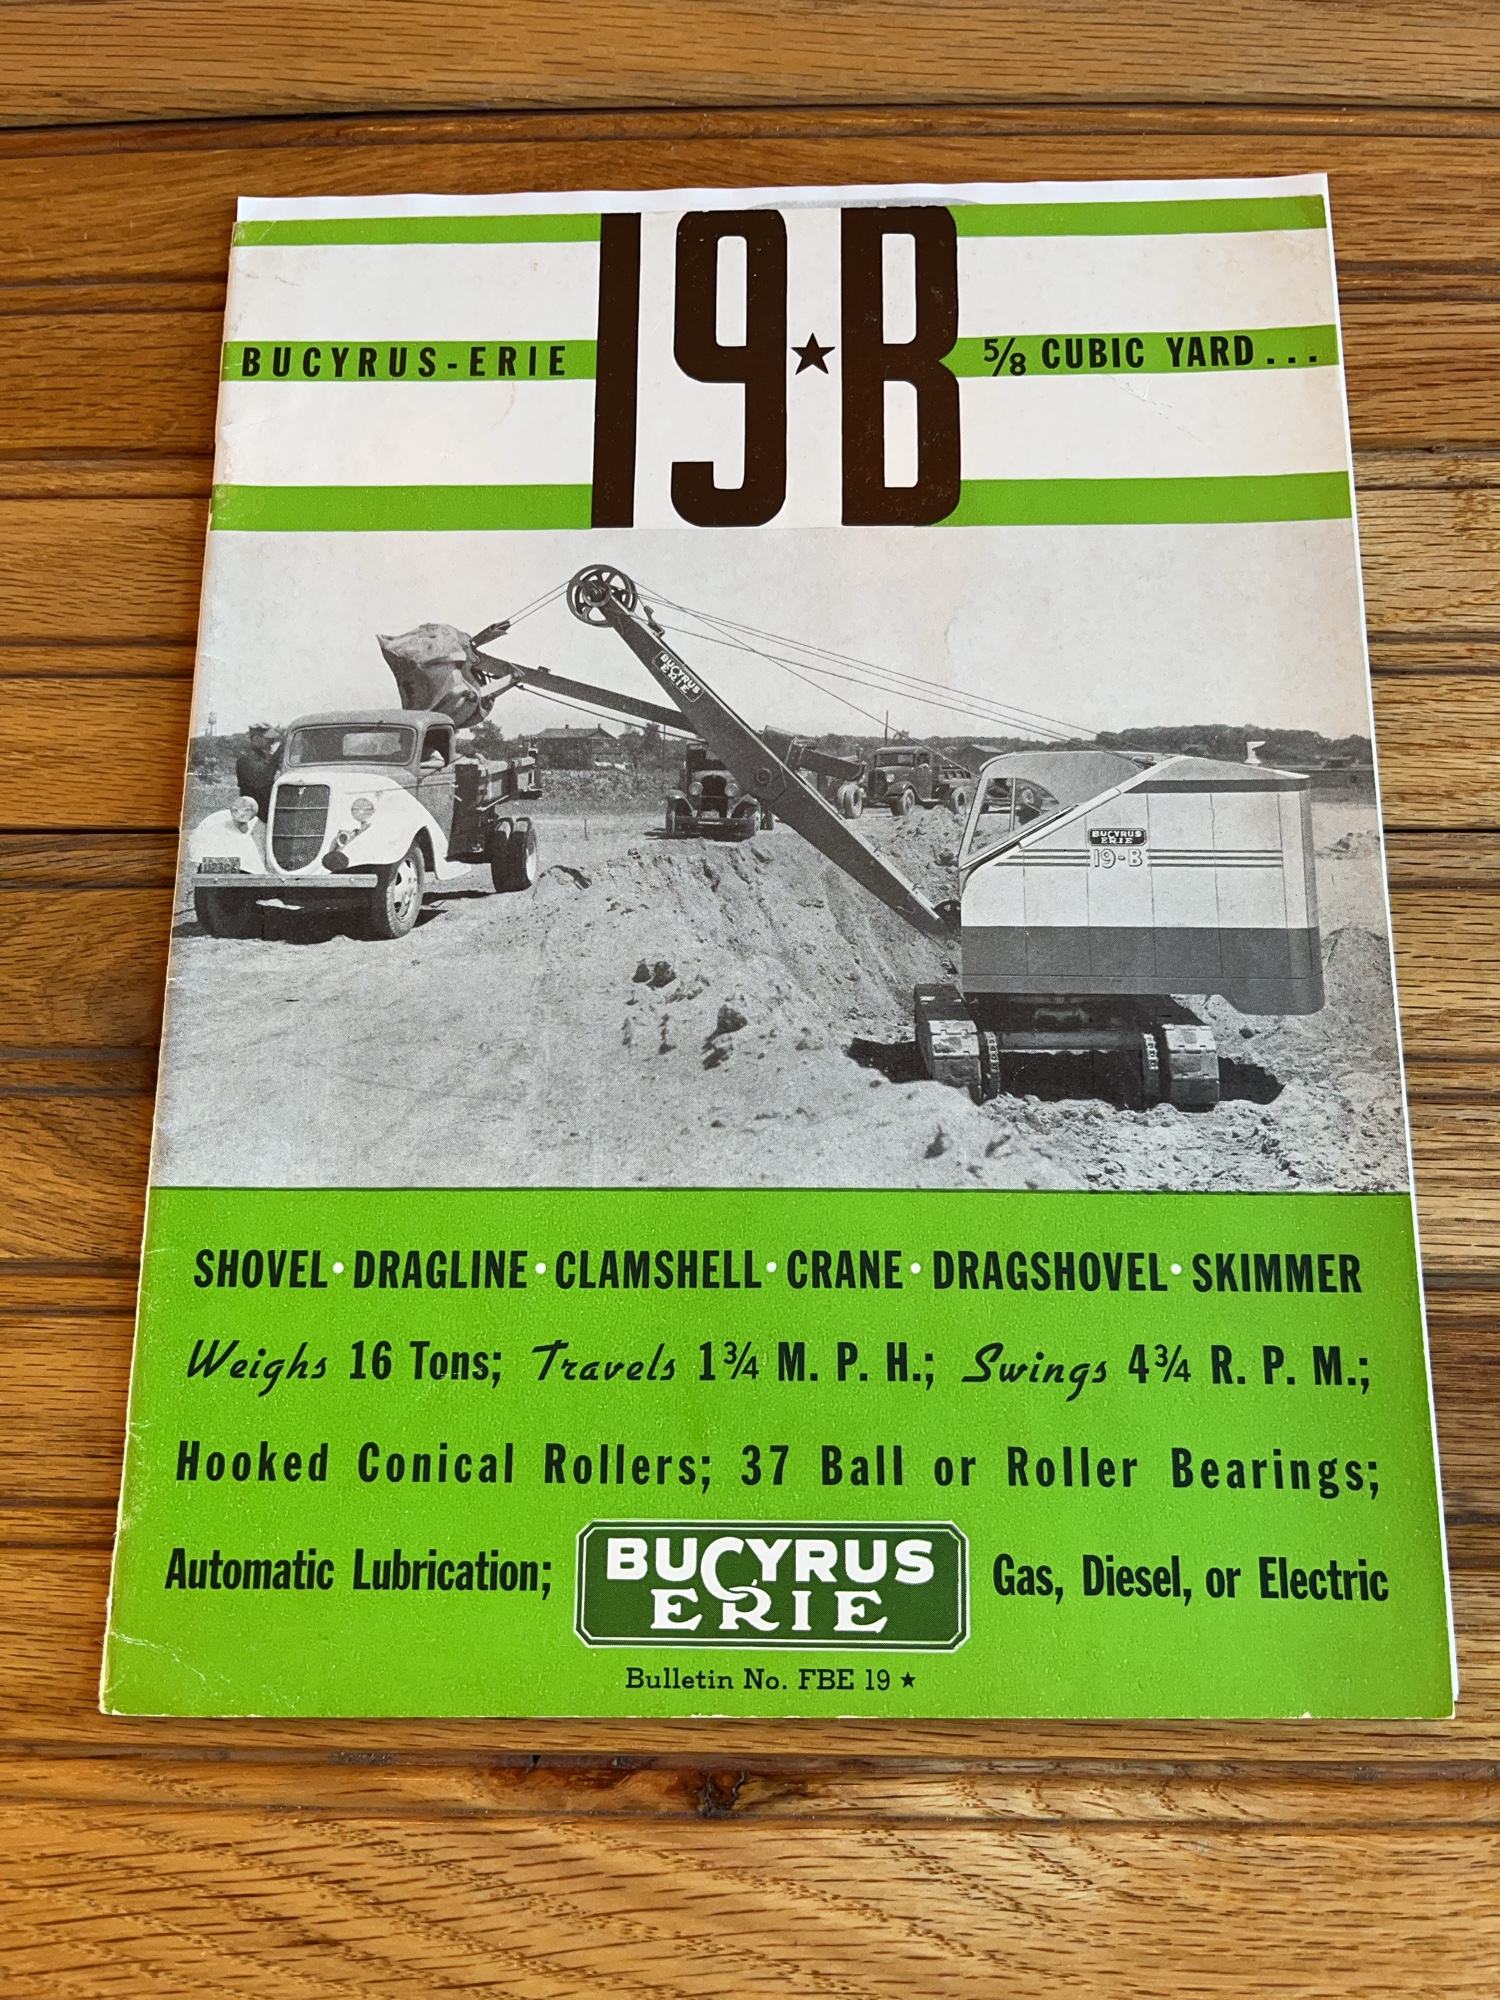 19★B
BUCYRUS-ERIE
5/8 CUBIC YARD...
BUCYRUS
ERIE
BUCYRUS
ERIE
19-B
SHOVEL • DRAGLINE • CLAMSHELL • CRANE • DRAGSHOVEL • SKIMMER
Weighs 16 Tons; Travels 1¾ M. P. H.; Swings 4¾ R. P. M.;
Hooked Conical Rollers; 37 Ball or Roller Bearings;
Automatic Lubrication;
BUCYRUS
ERIE
Gas, Diesel, or Electric
Bulletin No. FBE 19 ★